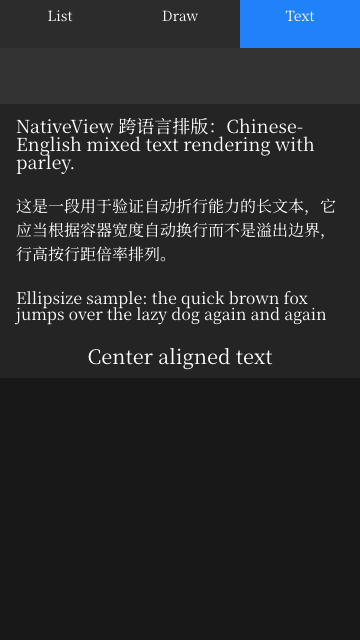 List
Draw
Text
NativeView 跨语言排版：Chinese-
English mixed text rendering with
parley.
这是一段用于验证自动折行能力的长文本，它
应当根据容器宽度自动换行而不是溢出边界，
行高按行距倍率排列。
Ellipsize sample: the quick brown fox
jumps over the lazy dog again and again
Center aligned text